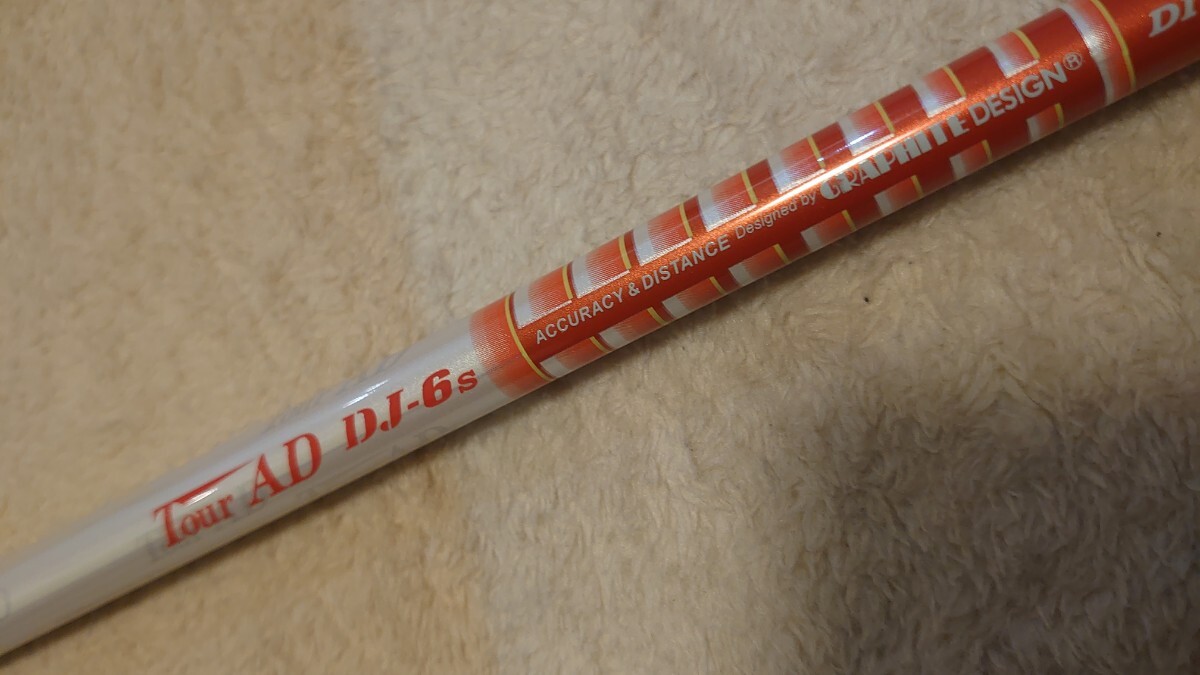 Tour AD DJ-6s
ACCURACY & DISTANCE Designed by GRAPHITE DESIGN®